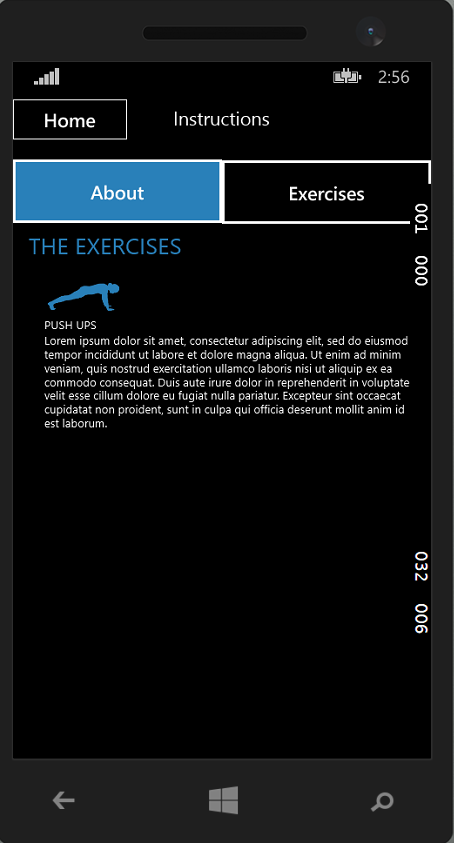 2:56
Home
Instructions
About
Exercises
001
000
THE EXERCISES
PUSH UPS
Lorem ipsum dolor sit amet, consectetur adipiscing elit, sed do eiusmod
tempor incididunt ut labore et dolore magna aliqua. Ut enim ad minim
veniam, quis nostrud exercitation ullamco laboris nisi ut aliquip ex ea
commodo consequat. Duis aute irure dolor in reprehenderit in voluptate
velit esse cillum dolore eu fugiat nulla pariatur. Excepteur sint occaecat
cupidatat non proident, sunt in culpa qui officia deserunt mollit anim id
est laborum.
032
006